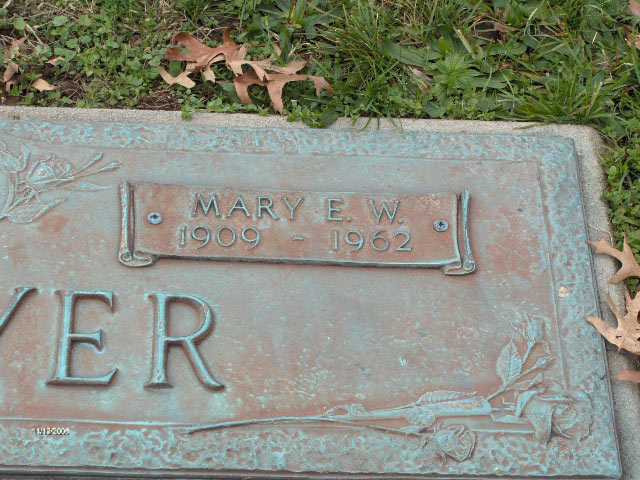 MARY E. W.
1909 - 1962
VER